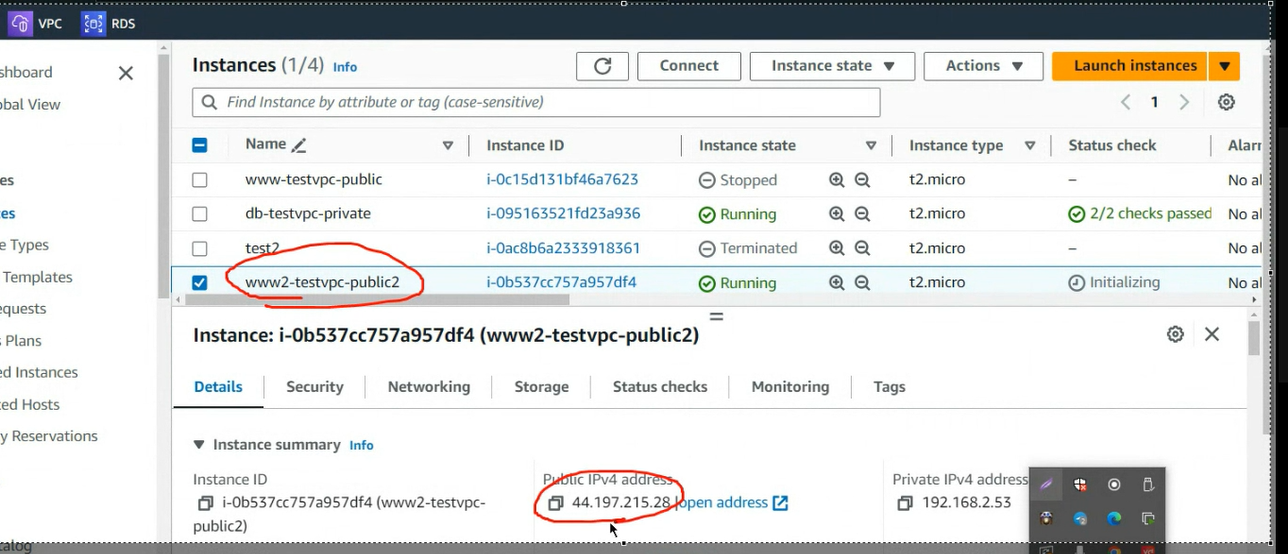 VPC RDS
shboard
obal View
es
es
e Types
Templates
equests
s Plans
ed Instances
ted Hosts
y Reservations
atalog
Instances (1/4) Info
Connect
Instance state
Actions
Launch instances
Find Instance by attribute or tag (case-sensitive)
1
Name Instance ID Instance state Instance type Status check Alarr
www-testvpc-public i-0c15d131bf46a7623 Stopped t2.micro – No al
db-testvpc-private i-095163521fd23a936 Running t2.micro 2/2 checks passed No al
test2 i-0ac8b6a2333918361 Terminated t2.micro – No al
www2-testvpc-public2 i-0b537cc757a957df4 Running t2.micro Initializing No al
Instance: i-0b537cc757a957df4 (www2-testvpc-public2)
Details Security Networking Storage Status checks Monitoring Tags
Instance summary Info
Instance ID
i-0b537cc757a957df4 (www2-testvpc-
public2)
Public IPv4 address
44.197.215.28 |open address
Private IPv4 address
192.168.2.53